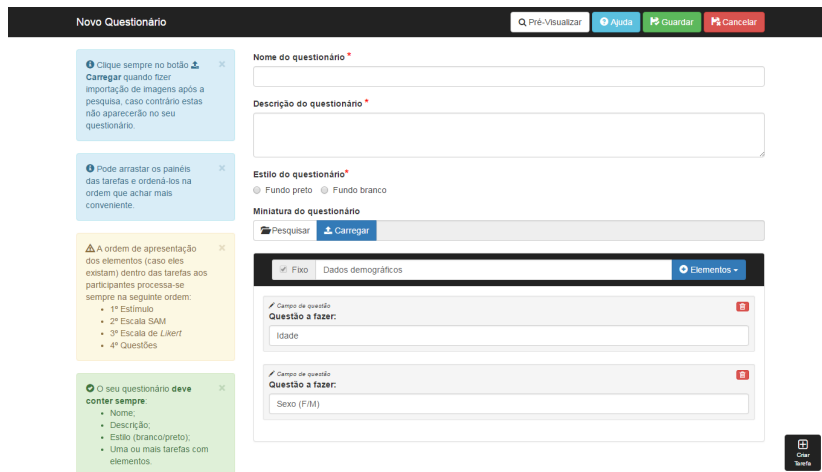 Novo Questionário
Pré-Visualizar
Ajuda
Guardar
Cancelar
Clique sempre no botão
Carregar quando fizer
importação de imagens após a
pesquisa, caso contrário estas
não aparecerão no seu
questionário.
×
Pode arrastar os painéis
das tarefas e ordená-los na
ordem que achar mais
conveniente.
×
A ordem de apresentação
dos elementos (caso eles
existam) dentro das tarefas aos
participantes processa-se
sempre na seguinte ordem:
• 1º Estímulo
• 2º Escala SAM
• 3º Escala de Likert
• 4º Questões
×
O seu questionário deve
conter sempre:
• Nome;
• Descrição;
• Estilo (branco/preto);
• Uma ou mais tarefas com
elementos.
×
Nome do questionário *
Descrição do questionário *
Estilo do questionário*
Fundo preto Fundo branco
Miniatura do questionário
Pesquisar Carregar
Fixo Dados demográficos Elementos
Campo de questão
Questão a fazer:
Idade
Campo de questão
Questão a fazer:
Sexo (F/M)
Criar
Tarefa